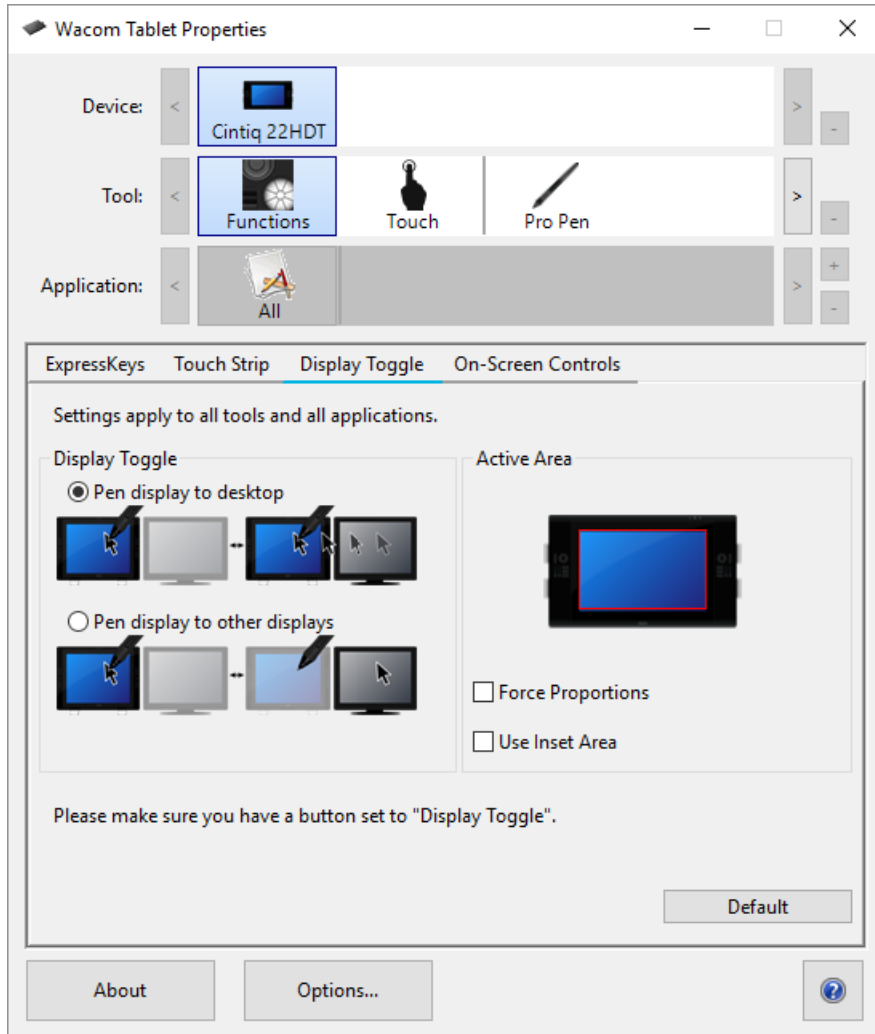 Wacom Tablet Properties
Device:
<
Cintiq 22HDT
>
-
Tool:
<
Functions
Touch
Pro Pen
>
-
Application:
<
All
>
+
-
ExpressKeys Touch Strip Display Toggle On-Screen Controls
Settings apply to all tools and all applications.
Display Toggle
Pen display to desktop
Pen display to other displays
Active Area
Force Proportions
Use Inset Area
Please make sure you have a button set to "Display Toggle".
Default
About
Options...
?